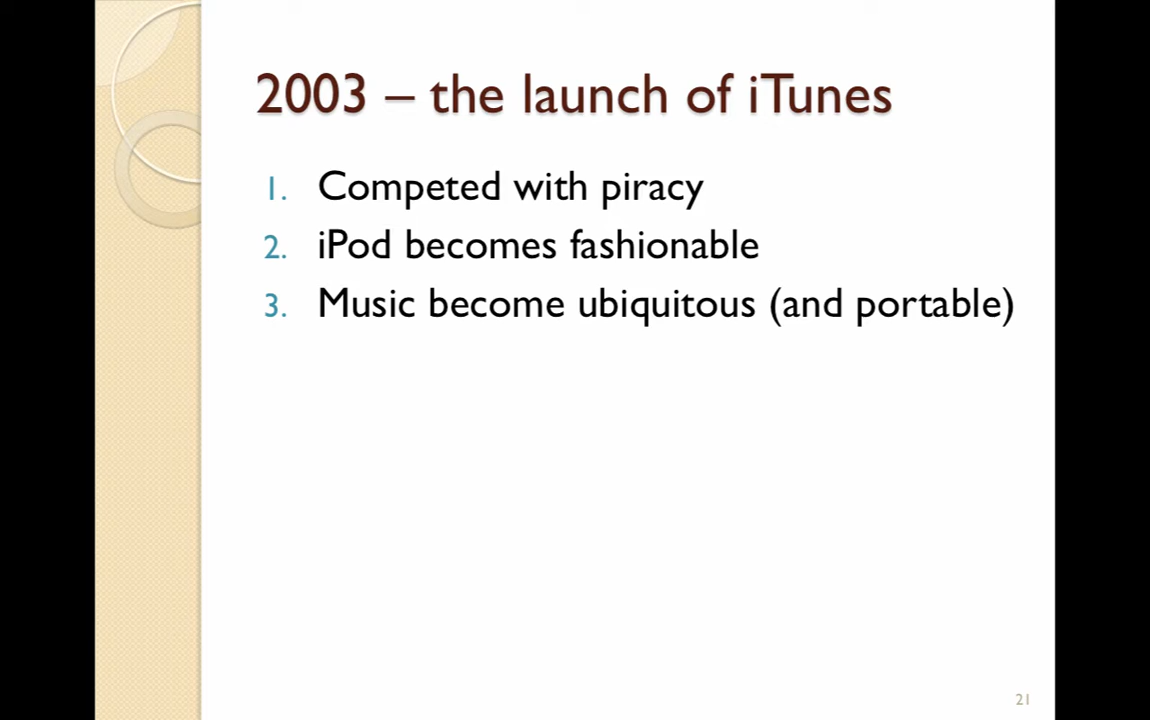 2003 – the launch of iTunes
1. Competed with piracy
2. iPod becomes fashionable
3. Music become ubiquitous (and portable)
21